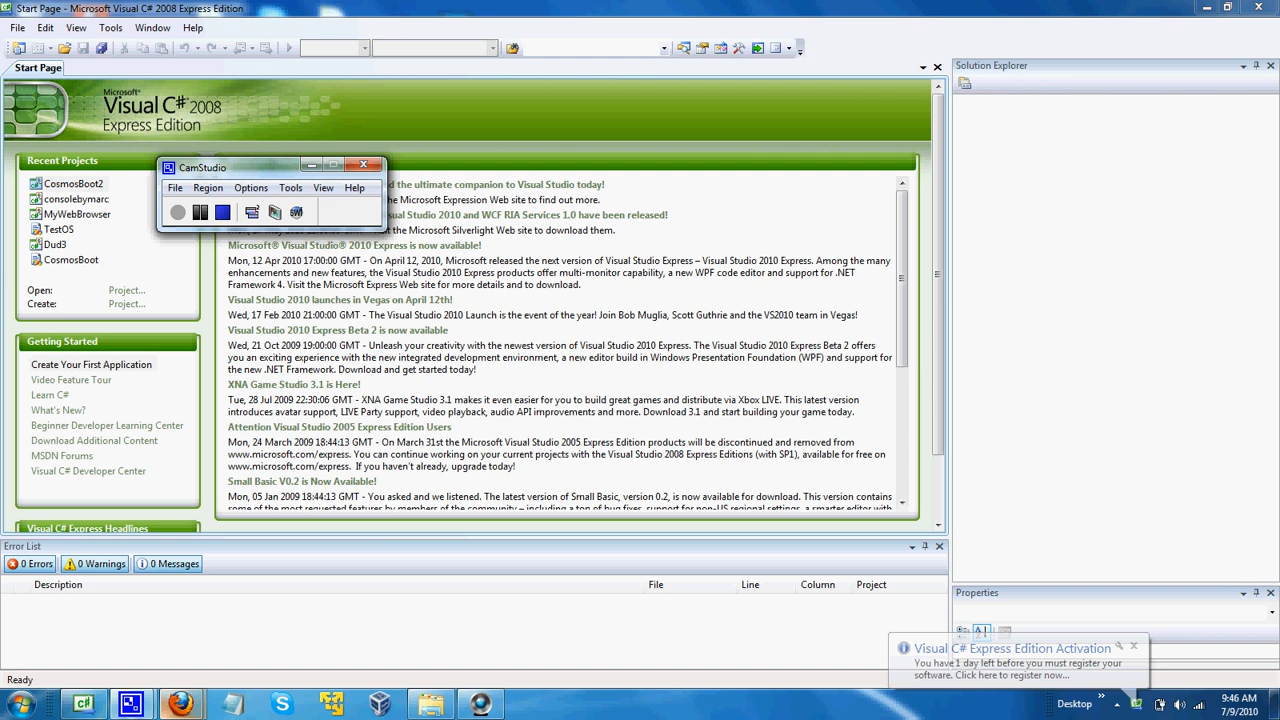 Start Page - Microsoft Visual C# 2008 Express Edition
File Edit View Tools Window Help
Start Page
Solution Explorer
Microsoft®
Visual C# 2008
Express Edition
Recent Projects
CosmosBoot2
consolebymarc
MyWebBrowser
TestOS
Dud3
CosmosBoot
Open: Project...
Create: Project...
Getting Started
Create Your First Application
Video Feature Tour
Learn C#
What's New?
Beginner Developer Learning Center
Download Additional Content
MSDN Forums
Visual C# Developer Center
Visual C# Express Headlines
CamStudio
File Region Options Tools View Help
d the ultimate companion to Visual Studio today!
Microsoft Expression Web site to find out more.
sual Studio 2010 and WCF RIA Services 1.0 have been released!
Microsoft Silverlight Web site to download them.
Microsoft® Visual Studio® 2010 Express is now available!
Mon, 12 Apr 2010 17:00:00 GMT - On April 12, 2010, Microsoft released the next version of Visual Studio Express – Visual Studio 2010 Express. Among the many
enhancements and new features, the Visual Studio 2010 Express products offer multi-monitor capability, a new WPF code editor and support for .NET
Framework 4. Visit the Microsoft Express Web site for more details and to download.
Visual Studio 2010 launches in Vegas on April 12th!
Wed, 17 Feb 2010 21:00:00 GMT - The Visual Studio 2010 Launch is the event of the year! Join Bob Muglia, Scott Guthrie and the VS2010 team in Vegas!
Visual Studio 2010 Express Beta 2 is now available
Wed, 21 Oct 2009 19:00:00 GMT - Unleash your creativity with the newest version of Visual Studio 2010 Express. The Visual Studio 2010 Express Beta 2 offers
you an exciting experience with the new integrated development environment, a new editor build in Windows Presentation Foundation (WPF) and support for
the new .NET Framework. Download and get started today!
XNA Game Studio 3.1 is Here!
Tue, 28 Jul 2009 22:30:06 GMT - XNA Game Studio 3.1 makes it even easier for you to build great games and distribute via Xbox LIVE. This latest version
introduces avatar support, LIVE Party support, video playback, audio API improvements and more. Download 3.1 and start building your game today.
Attention Visual Studio 2005 Express Edition Users
Mon, 24 March 2009 18:44:13 GMT - On March 31st the Microsoft Visual Studio 2005 Express Edition products will be discontinued and removed from
www.microsoft.com/express. You can continue working on your current projects with the Visual Studio 2008 Express Editions (with SP1), available for free on
www.microsoft.com/express. If you haven't already, upgrade today!
Small Basic V0.2 is Now Available!
Mon, 05 Jan 2009 18:44:13 GMT - You asked and we listened. The latest version of Small Basic, version 0.2, is now available for download. This version contains
some of the most requested features by members of the community – including a ton of bug fixes, support for non-US regional settings, a smarter editor with
Error List
0 Errors 0 Warnings 0 Messages
Description File Line Column Project
Properties
Visual C# Express Edition Activation
You have 1 day left before you must register your
software. Click here to register now...
Ready
Desktop
9:46 AM
7/9/2010